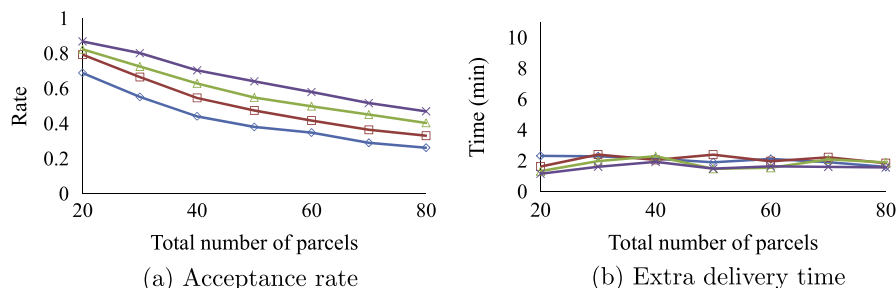 1
0.8
0.6
0.4
0.2
0
Rate
20 40 60 80
Total number of parcels
(a) Acceptance rate
10
8
6
4
2
0
Time (min)
20 40 60 80
Total number of parcels
(b) Extra delivery time